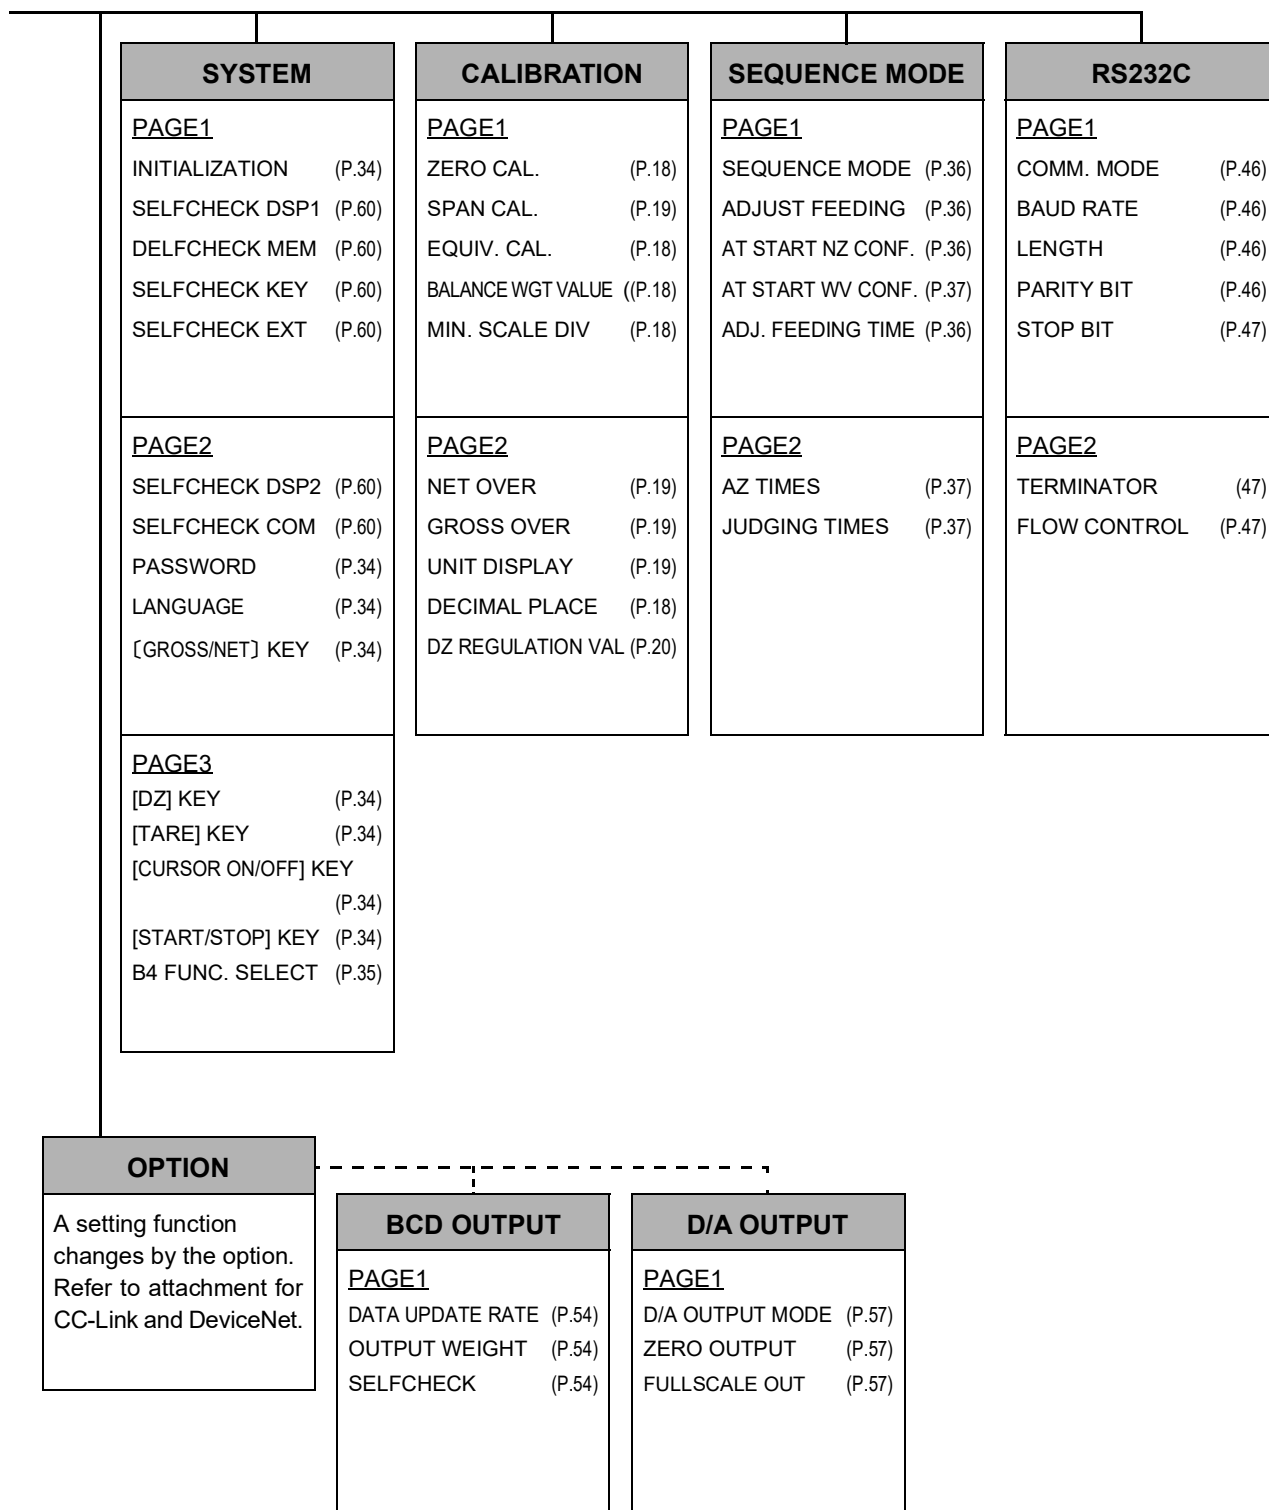 SYSTEM
PAGE1
INITIALIZATION (P.34)
SELFCHECK DSP1 (P.60)
DELFCHECK MEM (P.60)
SELFCHECK KEY (P.60)
SELFCHECK EXT (P.60)
PAGE2
SELFCHECK DSP2 (P.60)
SELFCHECK COM (P.60)
PASSWORD (P.34)
LANGUAGE (P.34)
〔GROSS/NET〕 KEY (P.34)
PAGE3
[DZ] KEY (P.34)
[TARE] KEY (P.34)
[CURSOR ON/OFF] KEY
(P.34)
[START/STOP] KEY (P.34)
B4 FUNC. SELECT (P.35)
CALIBRATION
PAGE1
ZERO CAL. (P.18)
SPAN CAL. (P.19)
EQUIV. CAL. (P.18)
BALANCE WGT VALUE ((P.18)
MIN. SCALE DIV (P.18)
PAGE2
NET OVER (P.19)
GROSS OVER (P.19)
UNIT DISPLAY (P.19)
DECIMAL PLACE (P.18)
DZ REGULATION VAL (P.20)
SEQUENCE MODE
PAGE1
SEQUENCE MODE (P.36)
ADJUST FEEDING (P.36)
AT START NZ CONF. (P.36)
AT START WV CONF. (P.37)
ADJ. FEEDING TIME (P.36)
PAGE2
AZ TIMES (P.37)
JUDGING TIMES (P.37)
RS232C
PAGE1
COMM. MODE (P.46)
BAUD RATE (P.46)
LENGTH (P.46)
PARITY BIT (P.46)
STOP BIT (P.47)
PAGE2
TERMINATOR (47)
FLOW CONTROL (P.47)
OPTION
A setting function
changes by the option.
Refer to attachment for
CC-Link and DeviceNet.
BCD OUTPUT
PAGE1
DATA UPDATE RATE (P.54)
OUTPUT WEIGHT (P.54)
SELFCHECK (P.54)
D/A OUTPUT
PAGE1
D/A OUTPUT MODE (P.57)
ZERO OUTPUT (P.57)
FULLSCALE OUT (P.57)